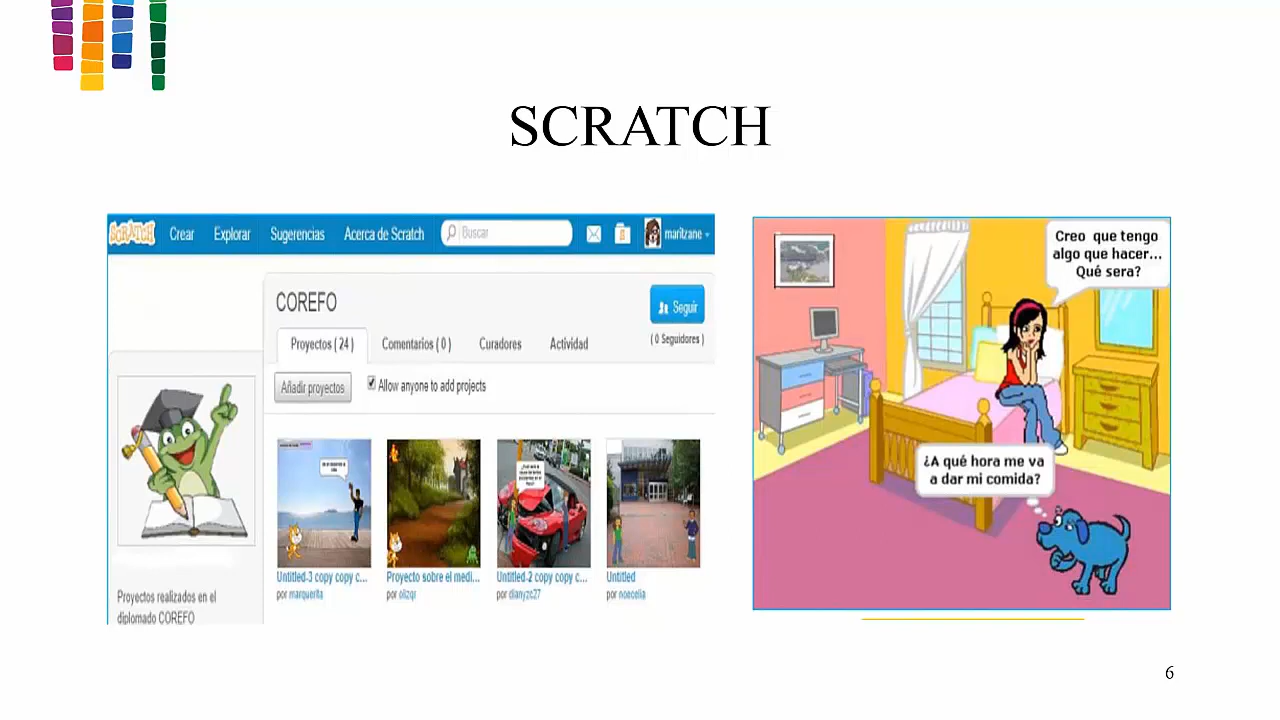 SCRATCH
SCRATCH Crear Explorar Sugerencias Acerca de Scratch Buscar maritzane
COREFO
Seguir
( 0 Seguidores )
Proyectos ( 24 ) Comentarios ( 0 ) Curadores Actividad
Añadir proyectos Allow anyone to add projects
Untitled-3 copy copy c... Proyecto sobre el medi... Untitled-2 copy copy c... Untitled
por marquerita por olizqr por dianyzc27 por noecelia
Proyectos realizados en el
diplomado COREFO
Creo que tengo
algo que hacer...
Qué sera?
¿A qué hora me va
a dar mi comida?
6